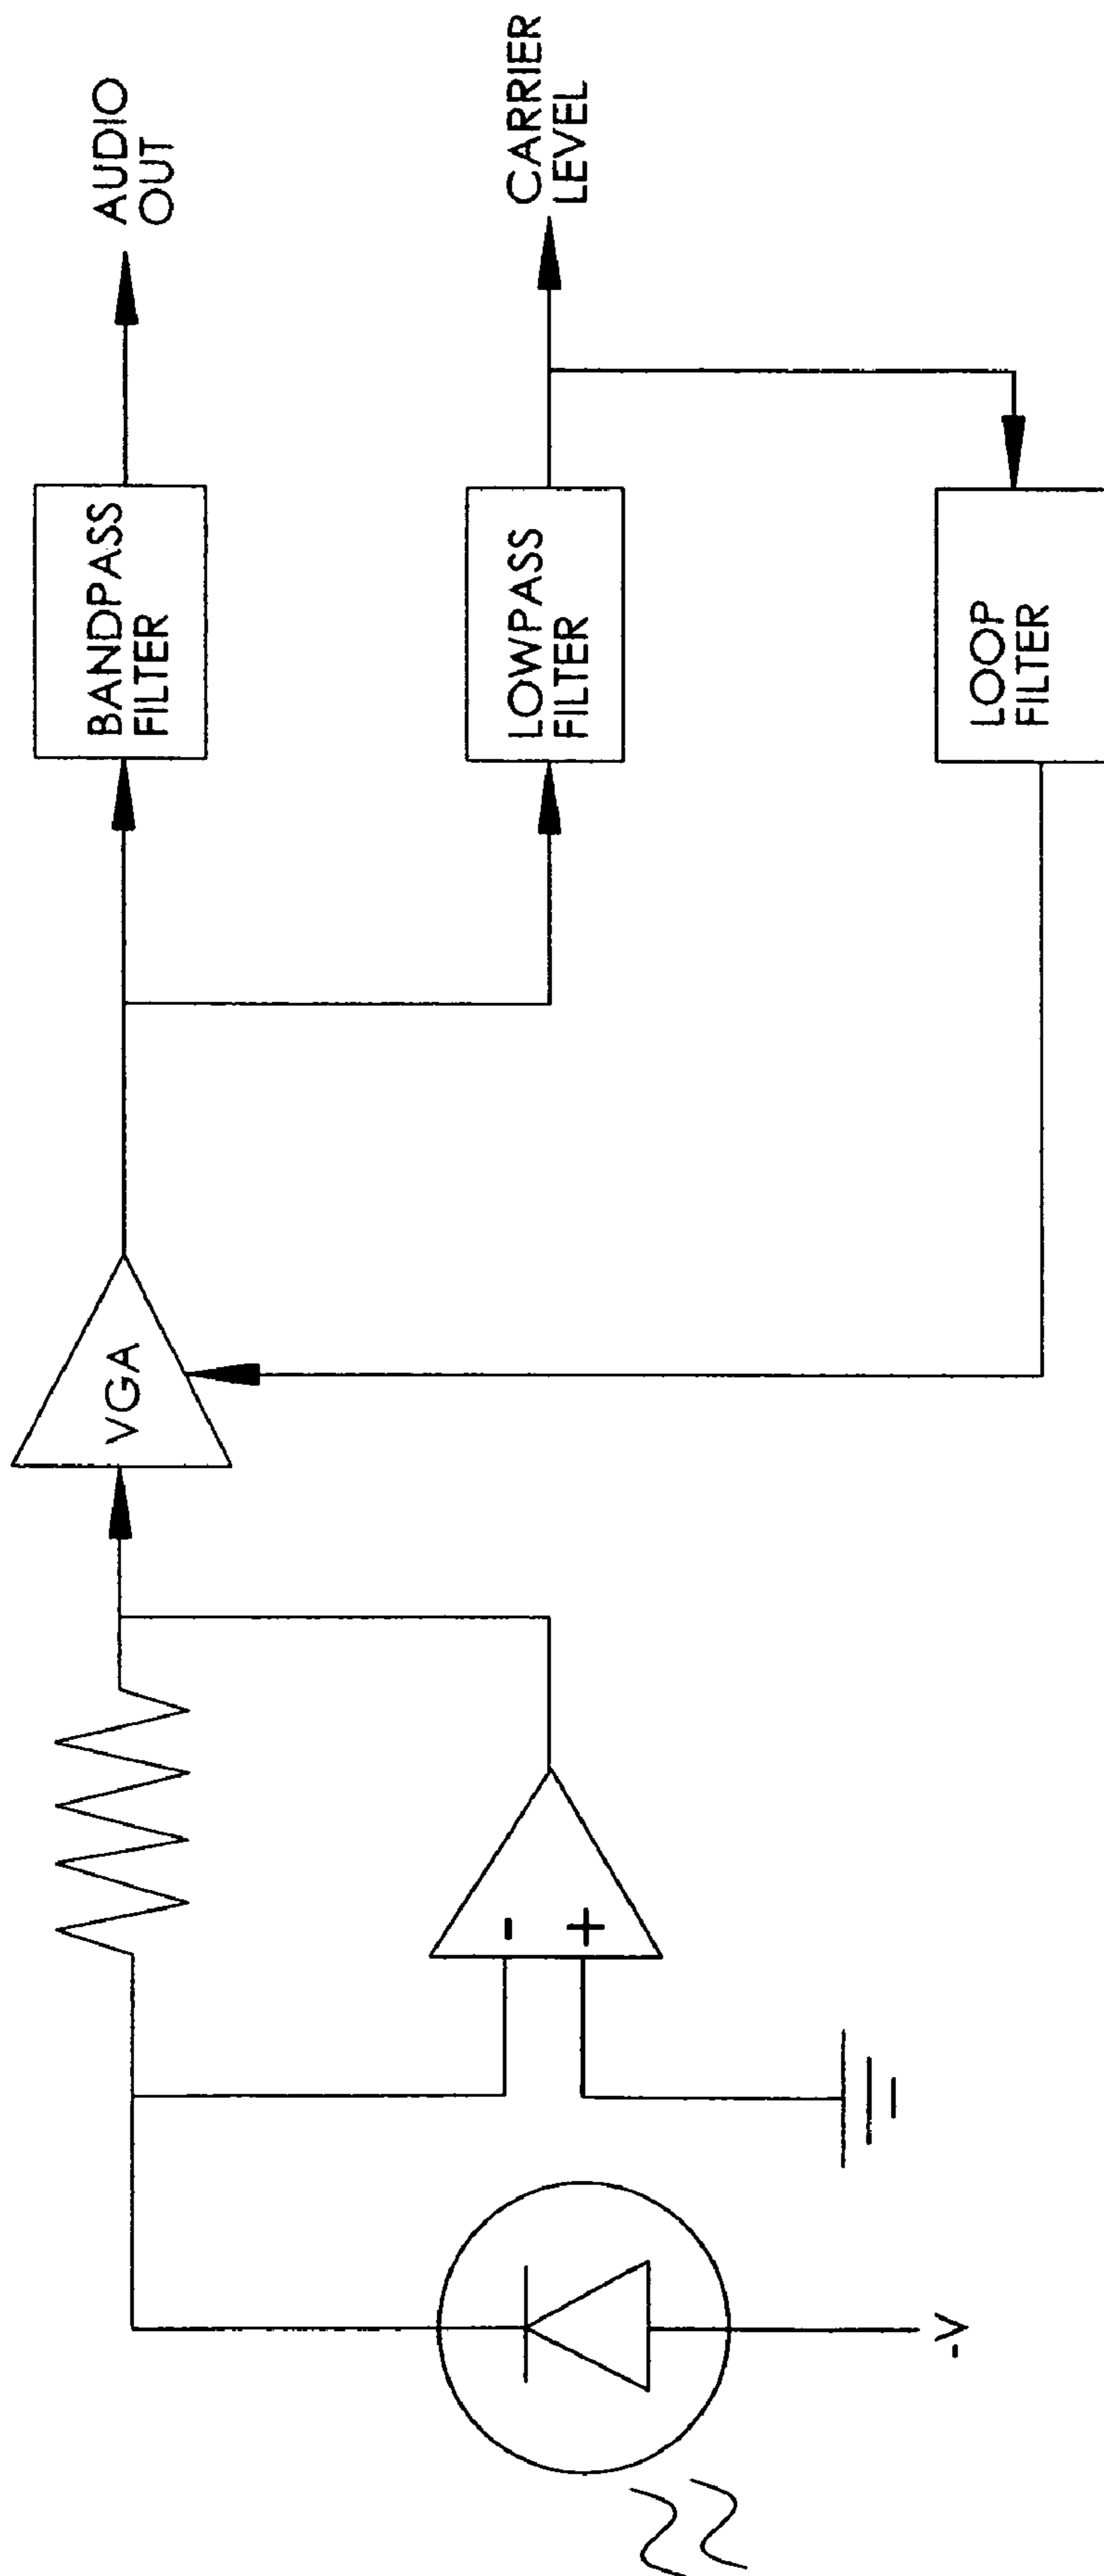 VGA
BANDPASS
FILTER
AUDIO
OUT
-
+
LOWPASS
FILTER
CARRIER
LEVEL
-V
LOOP
FILTER